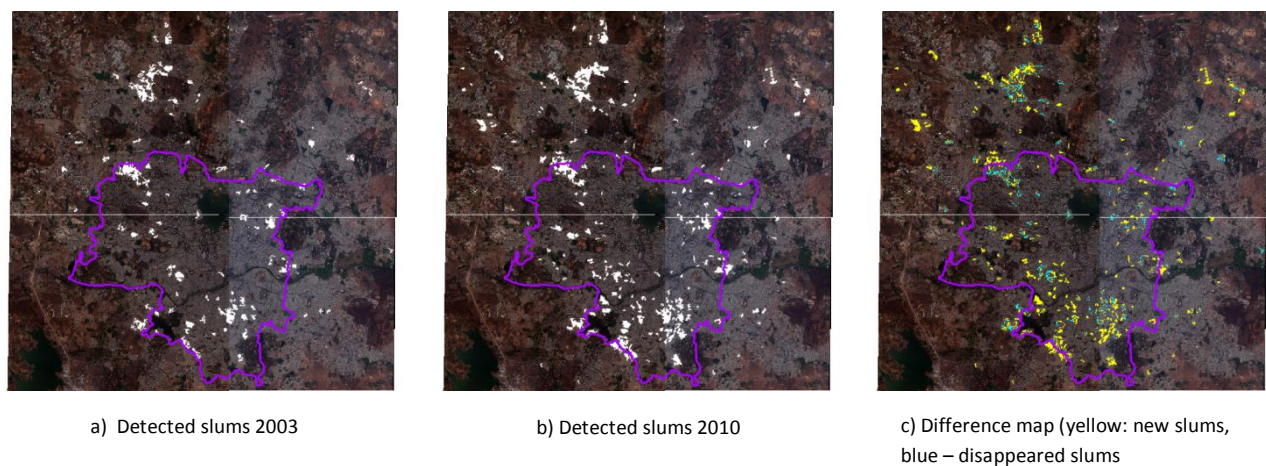 a) Detected slums 2003
b) Detected slums 2010
c) Difference map (yellow: new slums,
blue – disappeared slums